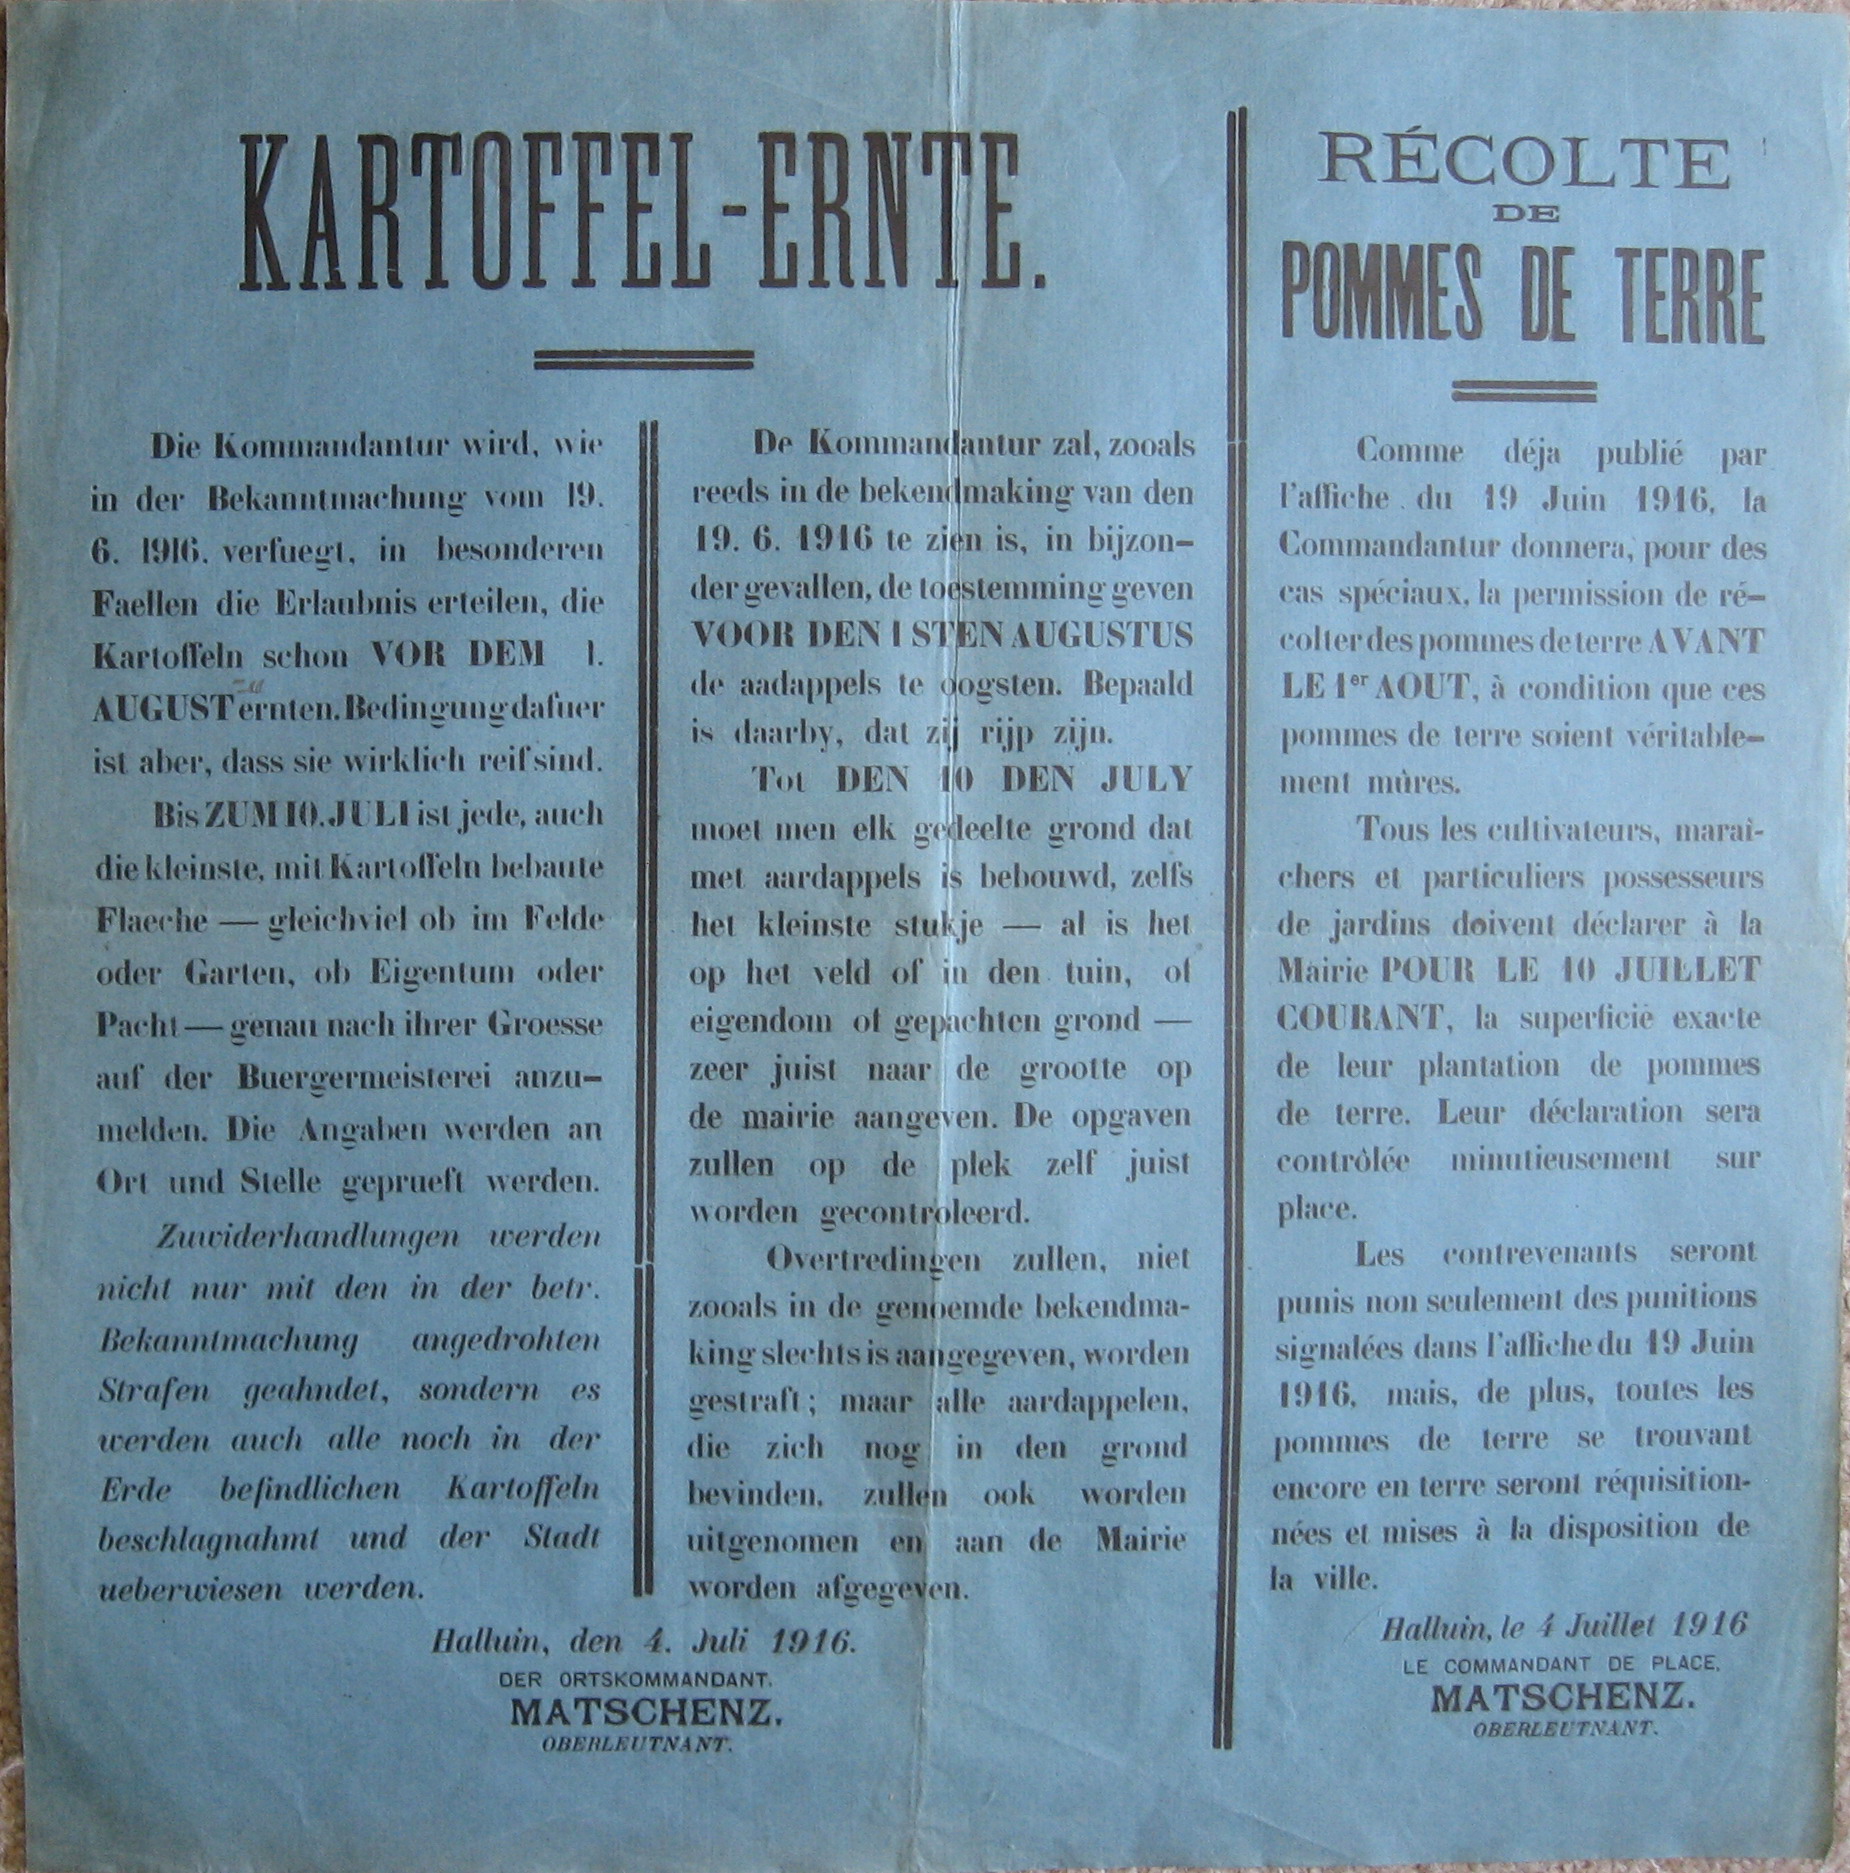 KARTOFFEL-ERNTE.
Die Kommandantur wird, wie
in der Bekanntmachung vom 19.
6. 1916. verfuegt, in besonderen
Faellen die Erlaubnis erteilen, die
Kartoffeln schon VOR DEM 1.
zu
AUGUST ernten. Bedingung dafuer
ist aber, dass sie wirklich reif sind.
Bis ZUM 10. JULI ist jede, auch
die kleinste, mit Kartoffeln bebaute
Flaeche — gleichviel ob im Felde
oder Garten, ob Eigentum oder
Pacht — genau nach ihrer Groesse
auf der Buergermeisterei anzu-
melden. Die Angaben werden an
Ort und Stelle geprueft werden.
Zuwiderhandlungen werden
nicht nur mit den in der betr.
Bekanntmachung angedrohten
Strafen geahndet, sondern es
werden auch alle noch in der
Erde befindlichen Kartoffeln
beschlagnahmt und der Stadt
ueberwiesen werden.
De Kommandantur zal, zooals
reeds in de bekendmaking van den
19. 6. 1916 te zien is, in bijzon-
der gevallen, de toestemming geven
VOOR DEN 1 STEN AUGUSTUS
de aadappels te oogsten. Bepaald
is daarby, dat zij rijp zijn.
Tot DEN 10 DEN JULY
moet men elk gedeelte grond dat
met aardappels is bebouwd, zelfs
het kleinste stukje — al is het
op het veld of in den tuin, of
eigendom of gepachten grond —
zeer juist naar de grootte op
de mairie aangeven. De opgaven
zullen op de plek zelf juist
worden gecontroleerd.
Overtredingen zullen, niet
zooals in de genoemde bekendma-
king slechts is aangegeven, worden
gestraft ; maar alle aardappelen,
die zich nog in den grond
bevinden, zullen ook worden
uitgenomen en aan de Mairie
worden afgegeven.
Halluin, den 4. Juli 1916.
DER ORTSKOMMANDANT.
MATSCHENZ.
OBERLEUTNANT.
RÉCOLTE
DE
POMMES DE TERRE
Comme déja publié par
l'affiche du 19 Juin 1916, la
Commandantur donnera, pour des
cas spéciaux, la permission de ré-
colter des pommes de terre AVANT
LE 1er AOUT, à condition que ces
pommes de terre soient véritable-
ment mûres.
Tous les cultivateurs, maraî-
chers et particuliers possesseurs
de jardins doivent déclarer à la
Mairie POUR LE 10 JUILLET
COURANT, la superficie exacte
de leur plantation de pommes
de terre. Leur déclaration sera
contrôlée minutieusement sur
place.
Les contrevenants seront
punis non seulement des punitions
signalées dans l'affiche du 19 Juin
1916, mais, de plus, toutes les
pommes de terre se trouvant
encore en terre seront réquisition-
nées et mises à la disposition de
la ville.
Halluin, le 4 Juillet 1916
LE COMMANDANT DE PLACE,
MATSCHENZ.
OBERLEUTNANT.